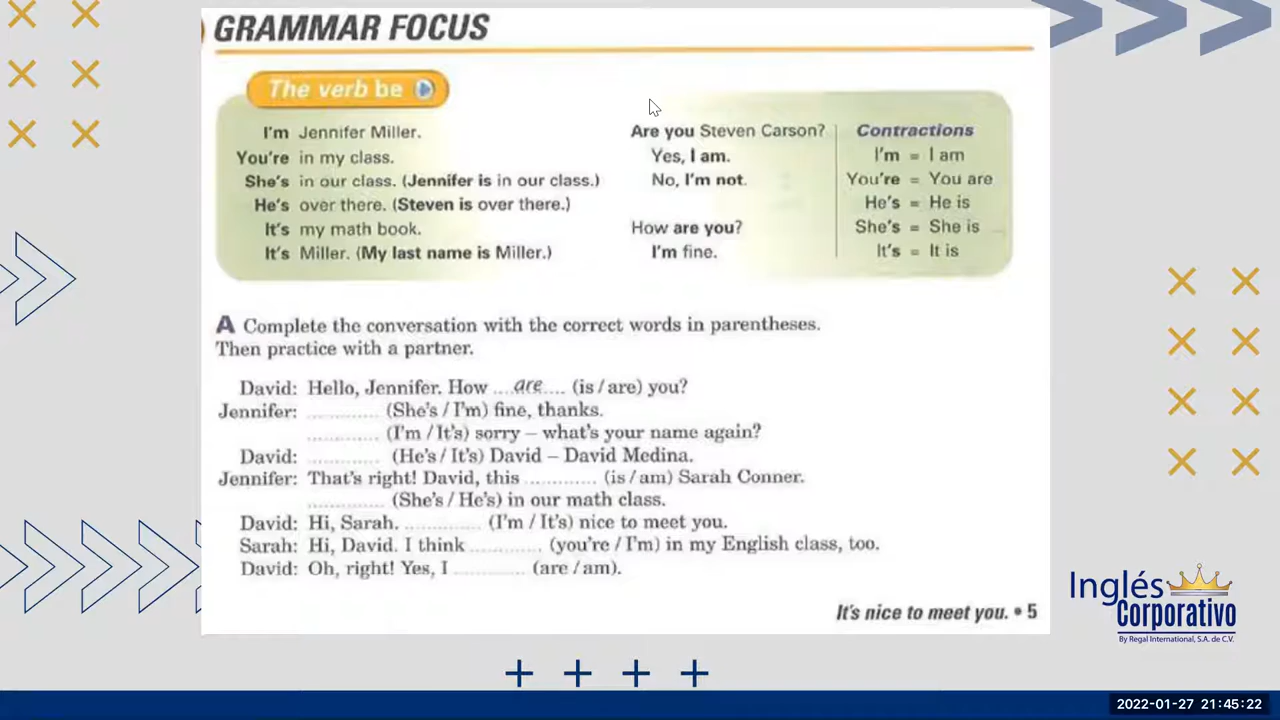 GRAMMAR FOCUS
The verb be
I'm Jennifer Miller.
You're in my class.
She's in our class. (Jennifer is in our class.)
He's over there. (Steven is over there.)
It's my math book.
It's Miller. (My last name is Miller.)
Are you Steven Carson?
Yes, I am.
No, I'm not.
How are you?
I'm fine.
Contractions
I'm = I am
You're = You are
He's = He is
She's = She is
It's = It is
A Complete the conversation with the correct words in parentheses.
Then practice with a partner.
David: Hello, Jennifer. How ....are.... (is / are) you?
Jennifer: ............ (She's / I'm) fine, thanks.
............ (I'm / It's) sorry – what's your name again?
David: ............ (He's / It's) David – David Medina.
Jennifer: That's right! David, this ............ (is / am) Sarah Conner.
............ (She's / He's) in our math class.
David: Hi, Sarah. ............ (I'm / It's) nice to meet you.
Sarah: Hi, David. I think ............ (you're / I'm) in my English class, too.
David: Oh, right! Yes, I ............ (are / am).
It's nice to meet you. • 5
Inglés
Corporativo
By Regal International, S.A. de C.V.
2022-01-27 21:45:22